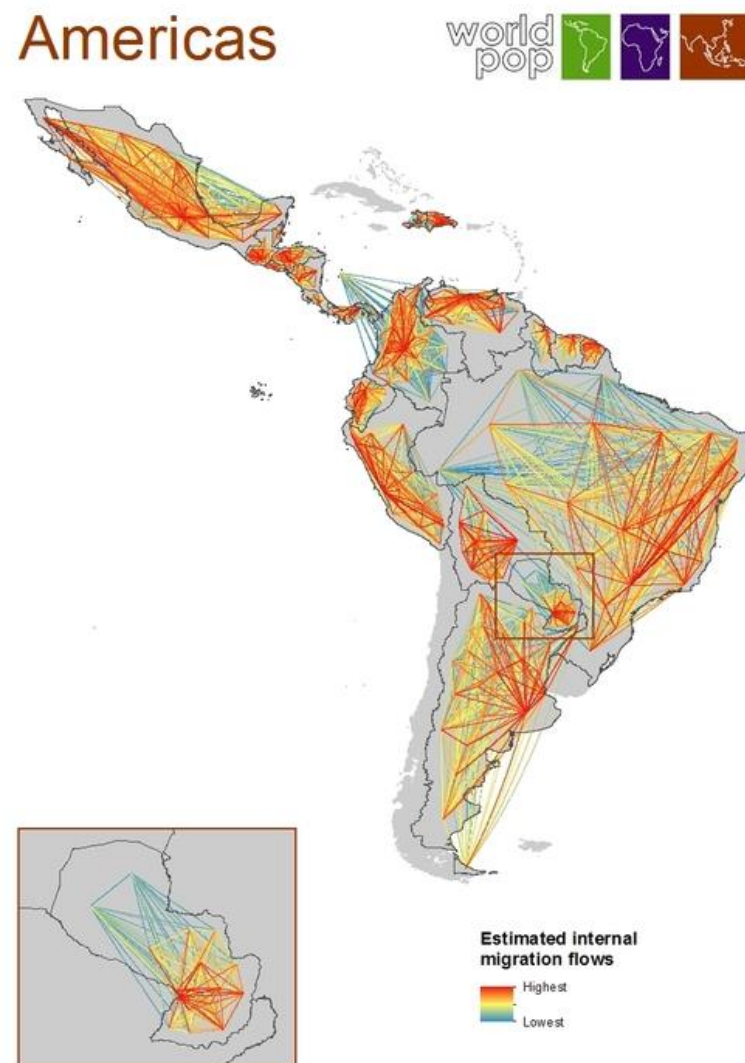 Americas
world
pop
Estimated internal
migration flows
Highest
Lowest